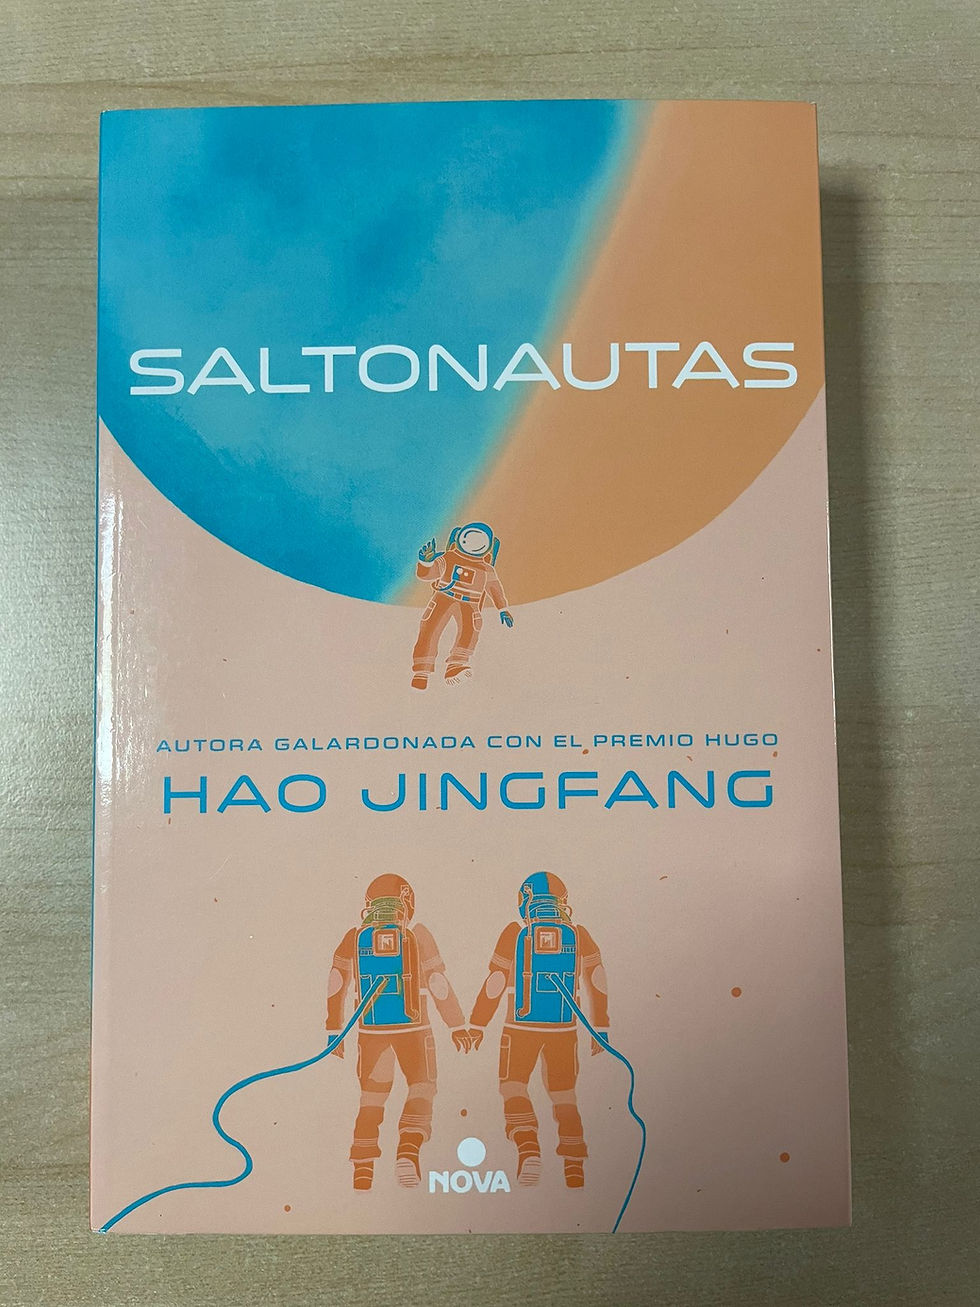 SALTONAUTAS
AUTORA GALARDONADA CON EL PREMIO HUGO
HAO JINGFANG
NOVA